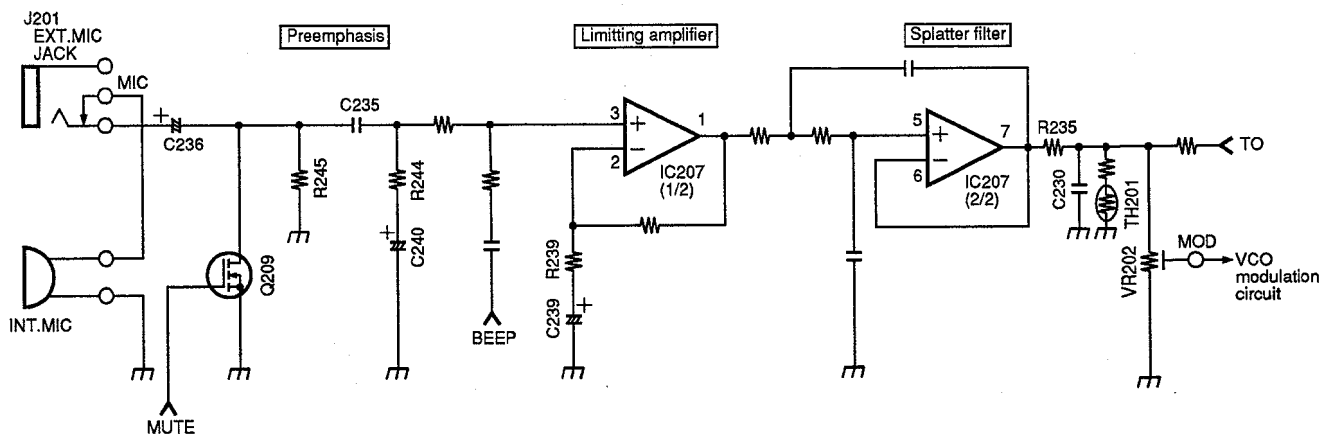 J201
EXT.MIC
JACK
Preemphasis
Limitting amplifier
Splatter filter
MIC
+
C236
C235
R245
R244
+
C240
Q209
INT.MIC
MUTE
BEEP
3
+
2
−
1
IC207
(1/2)
R239
C239
+
5
+
6
−
7
IC207
(2/2)
R235
C230
TH201
TO
VR202
MOD
VCO
modulation
circuit